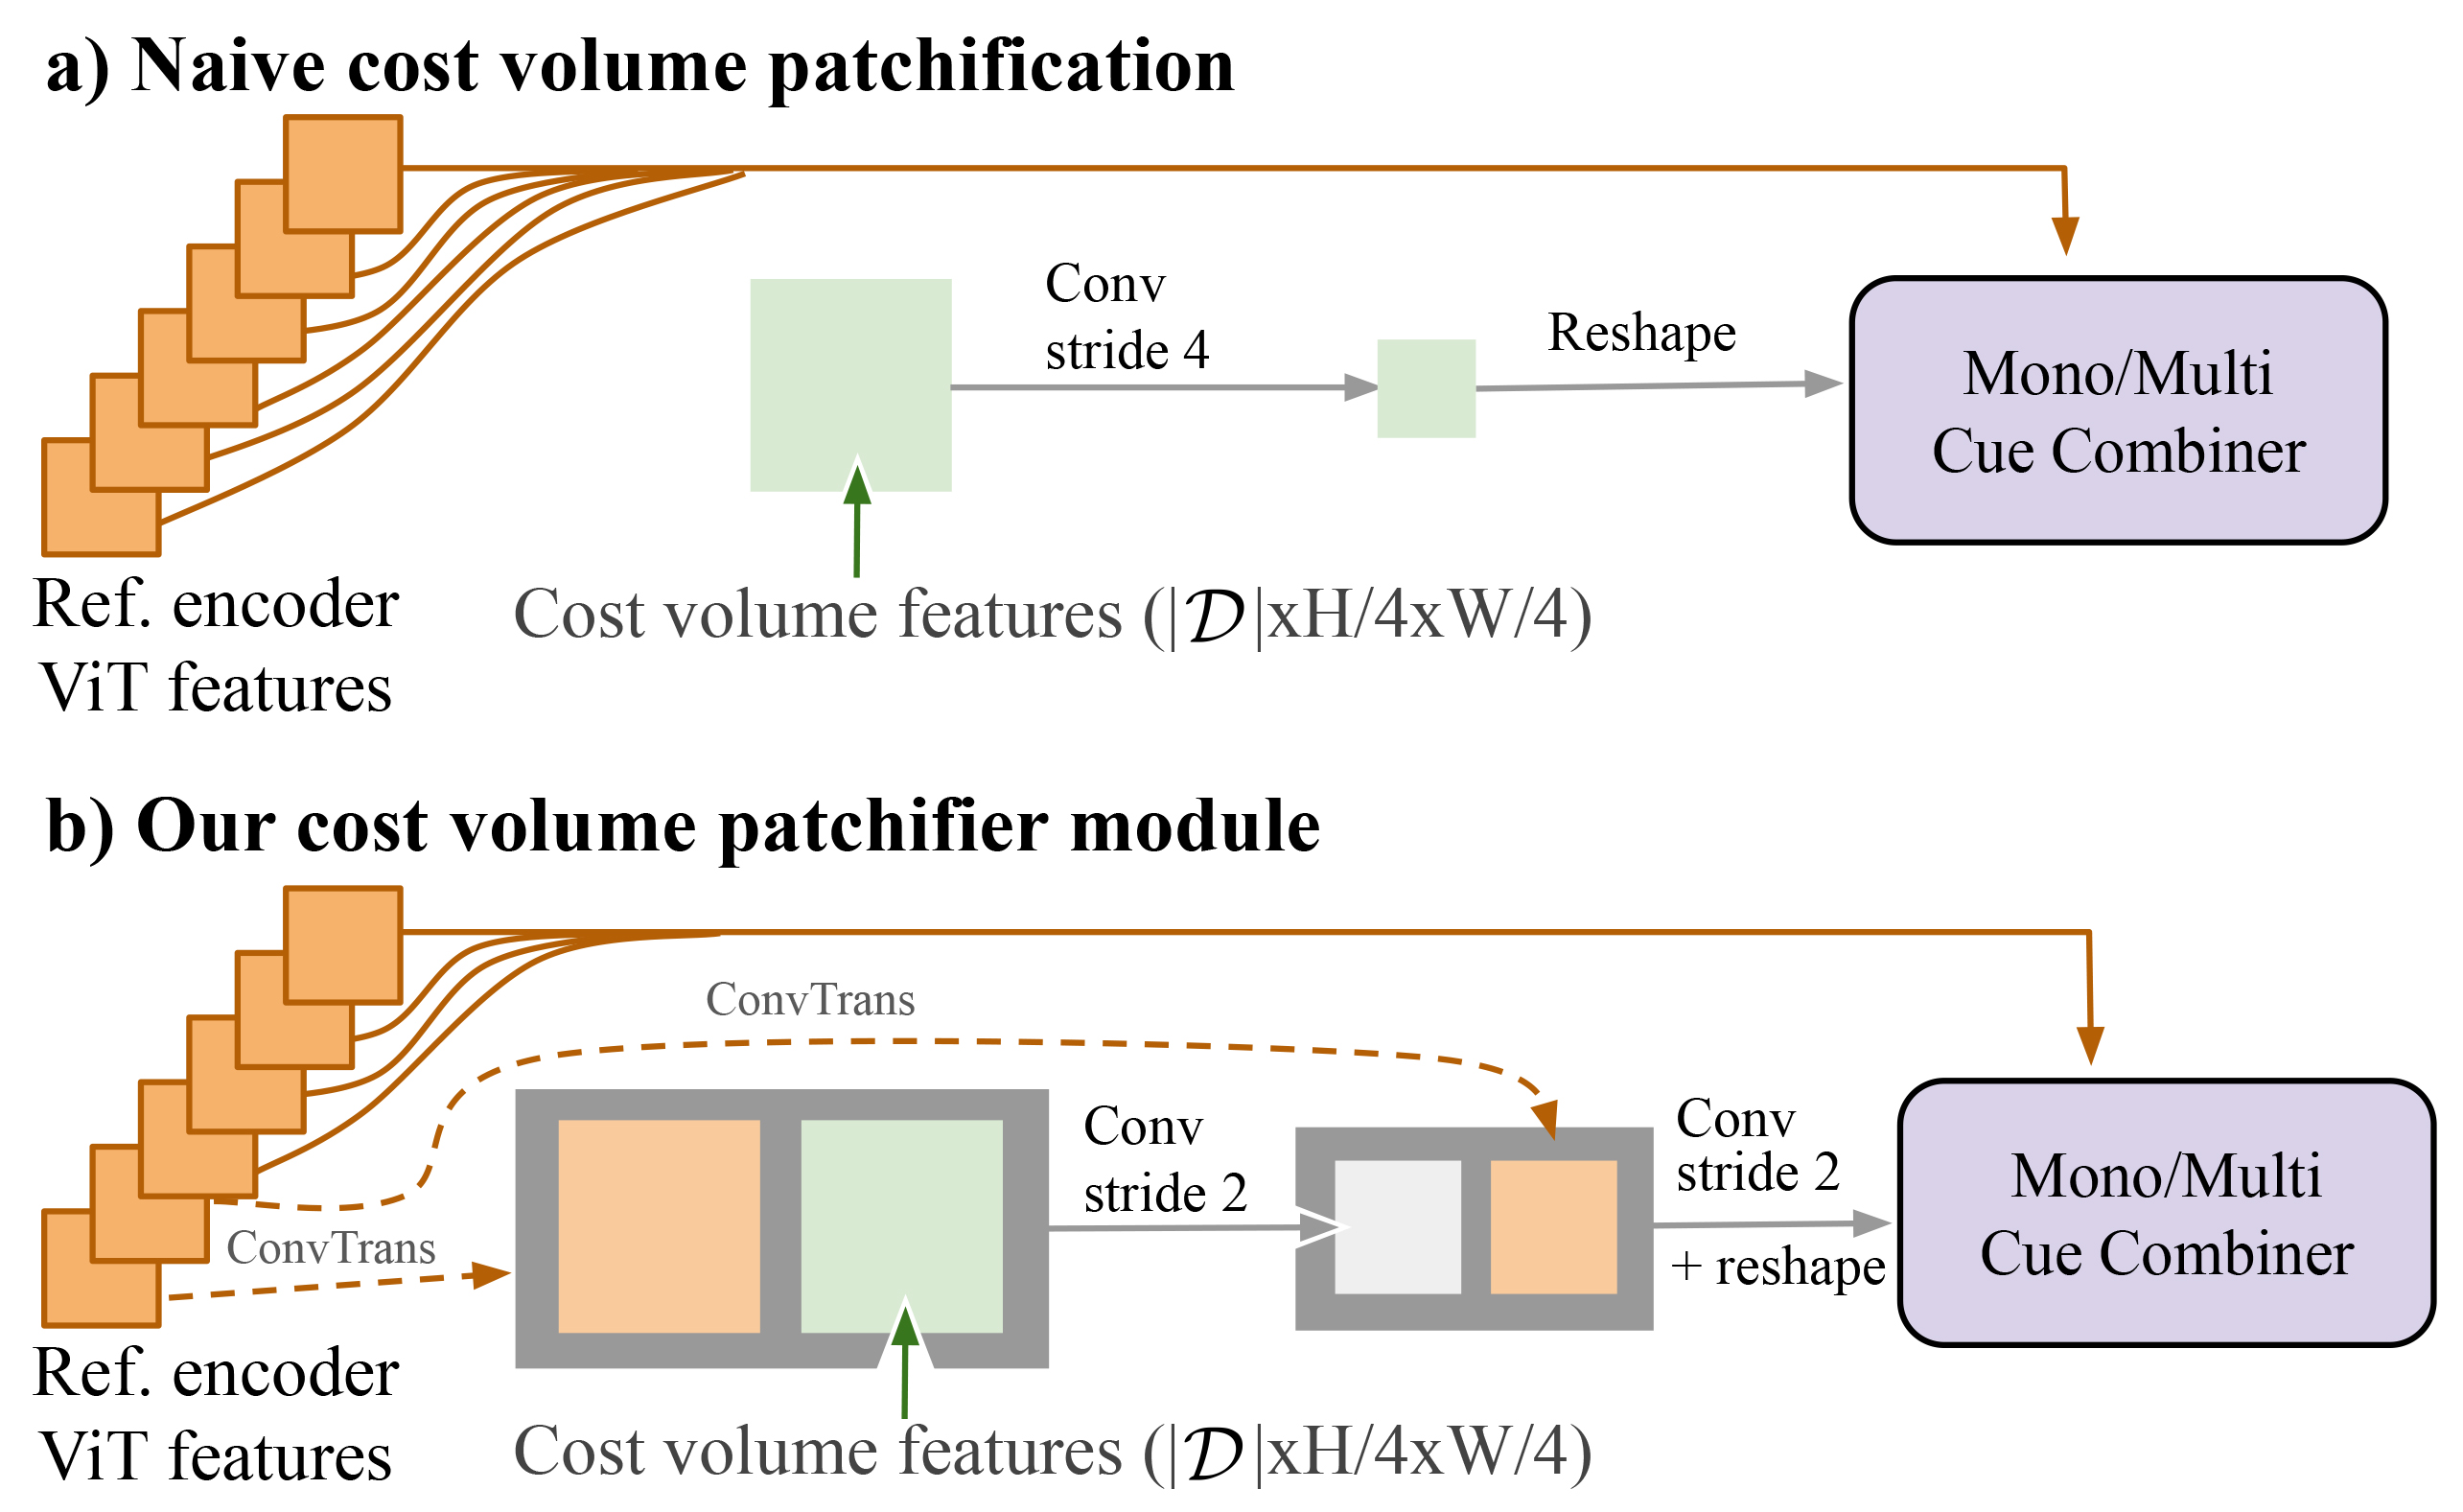 a) Naive cost volume patchification
Conv
stride 4
Reshape
Mono/Multi
Cue Combiner
Ref. encoder
ViT features
Cost volume features (|𝒟|xH/4xW/4)
b) Our cost volume patchifier module
ConvTrans
ConvTrans
Conv
stride 2
Conv
stride 2
+ reshape
Mono/Multi
Cue Combiner
Ref. encoder
ViT features
Cost volume features (|𝒟|xH/4xW/4)